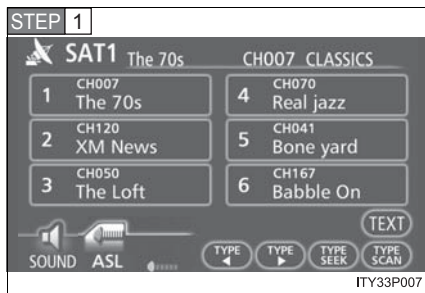 STEP 1
SAT1 The 70s CH007 CLASSICS
1 CH007 The 70s
4 CH070 Real jazz
2 CH120 XM News
5 CH041 Bone yard
3 CH050 The Loft
6 CH167 Babble On
TEXT
SOUND ASL TYPE TYPE TYPE SEEK TYPE SCAN
ITY33P007